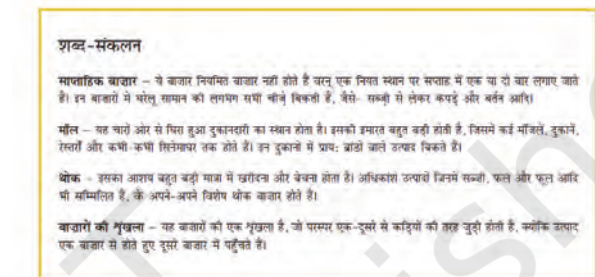 शब्द-संकलन
साप्ताहिक बाज़ार – ये बाज़ार नियमित बाज़ार नहीं होते हैं वरन् एक नियत स्थान पर सप्ताह में एक या दो बार लगाए जाते
हैं। इन बाज़ारों में घरेलू सामान की लगभग सभी चीज़ें बिकती हैं, जैसे- सब्ज़ी से लेकर कपड़े और बर्तन आदि।
मॉल – यह चारों ओर से घिरा हुआ दुकानदारी का स्थान होता है। इसकी इमारत बहुत बड़ी होती है, जिसमें कई मंज़िलें, दुकानें,
रेस्तराँ और कभी-कभी सिनेमाघर तक होते हैं। इन दुकानों में प्राय: ब्रांडों वाले उत्पाद बिकते हैं।
थोक – इसका आशय बहुत बड़ी मात्रा में खरीदना और बेचना होता है। अधिकांश उत्पादों जिनमें सब्ज़ी, फल और फूल आदि
भी सम्मिलित हैं, के अपने-अपने विशेष थोक बाज़ार होते हैं।
बाज़ारों की शृंखला – यह बाज़ारों की एक शृंखला है, जो परस्पर एक-दूसरे से कड़ियों की तरह जुड़ी होती है, क्योंकि उत्पाद
एक बाज़ार से होते हुए दूसरे बाज़ार में पहुँचते हैं।